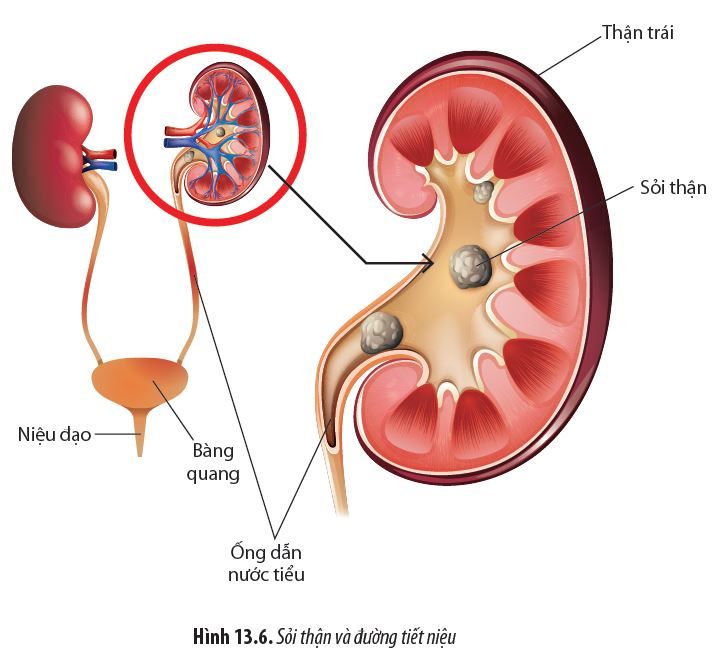 Thận trái
Sỏi thận
Niệu đạo
Bàng
quang
Ống dẫn
nước tiểu
Hình 13.6. Sỏi thận và đường tiết niệu